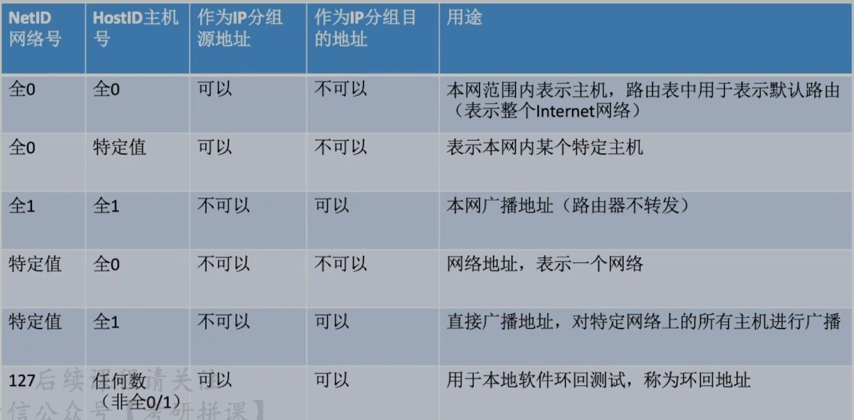 NetID 网络号 HostID主机号 作为IP分组源地址 作为IP分组目的地址 用途
全0 全0 可以 不可以 本网范围内表示主机，路由表中用于表示默认路由
（表示整个Internet网络）
全0 特定值 可以 不可以 表示本网内某个特定主机
全1 全1 不可以 可以 本网广播地址（路由器不转发）
特定值 全0 不可以 不可以 网络地址，表示一个网络
特定值 全1 不可以 可以 直接广播地址，对特定网络上的所有主机进行广播
127 任何数 可以 可以 用于本地软件环回测试，称为环回地址
（非全0/1）
后续课程请关注
信公众号【考研拼课】